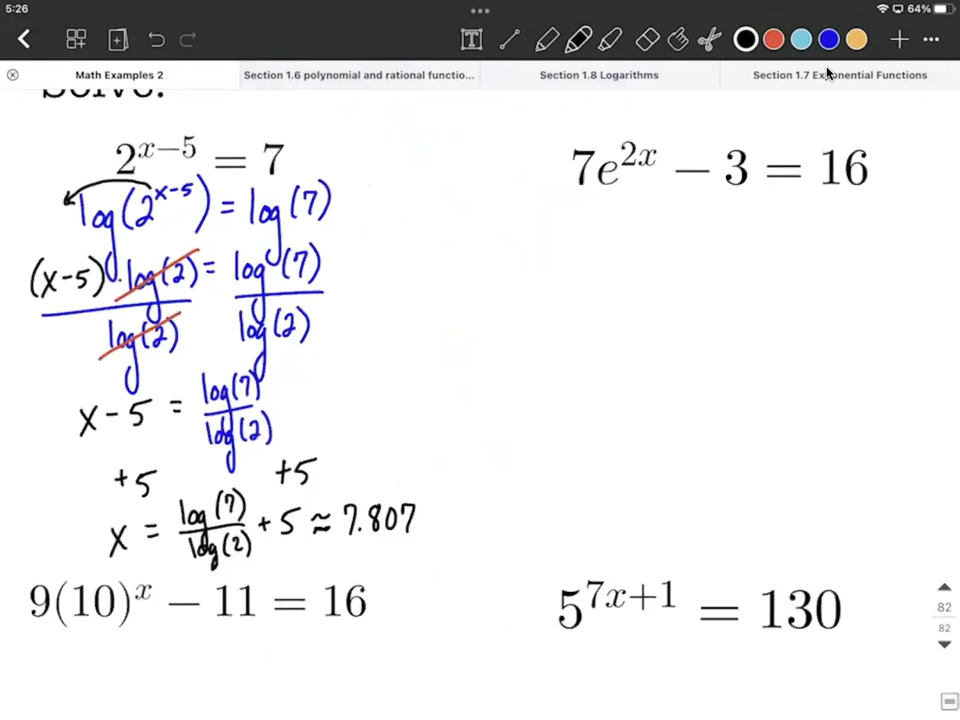 5:26
64%
T
Math Examples 2
Section 1.6 polynomial and rational functio...
Section 1.8 Logarithms
Section 1.7 Exponential Functions
Solve:
2^{x-5} = 7
log(2^{x-5}) = log(7)
(x-5) · log(2) = log(7)
log(2) log(2)
x - 5 = log(7)/log(2)
+5 +5
x = log(7)/log(2) + 5 ≈ 7.807
7e^{2x} − 3 = 16
9(10)^x − 11 = 16
5^{7x+1} = 130
82
82